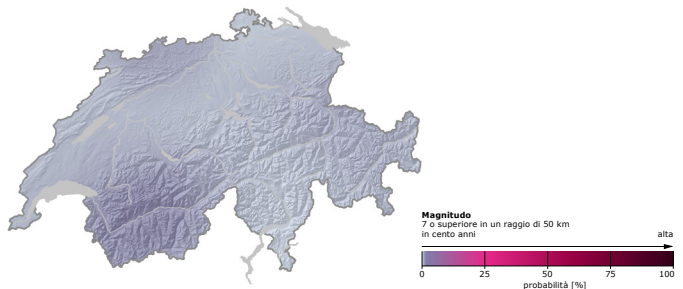 Magnitudo
7 o superiore in un raggio di 50 km
in cento anni alta
0 25 50 75 100
probabilità [%]